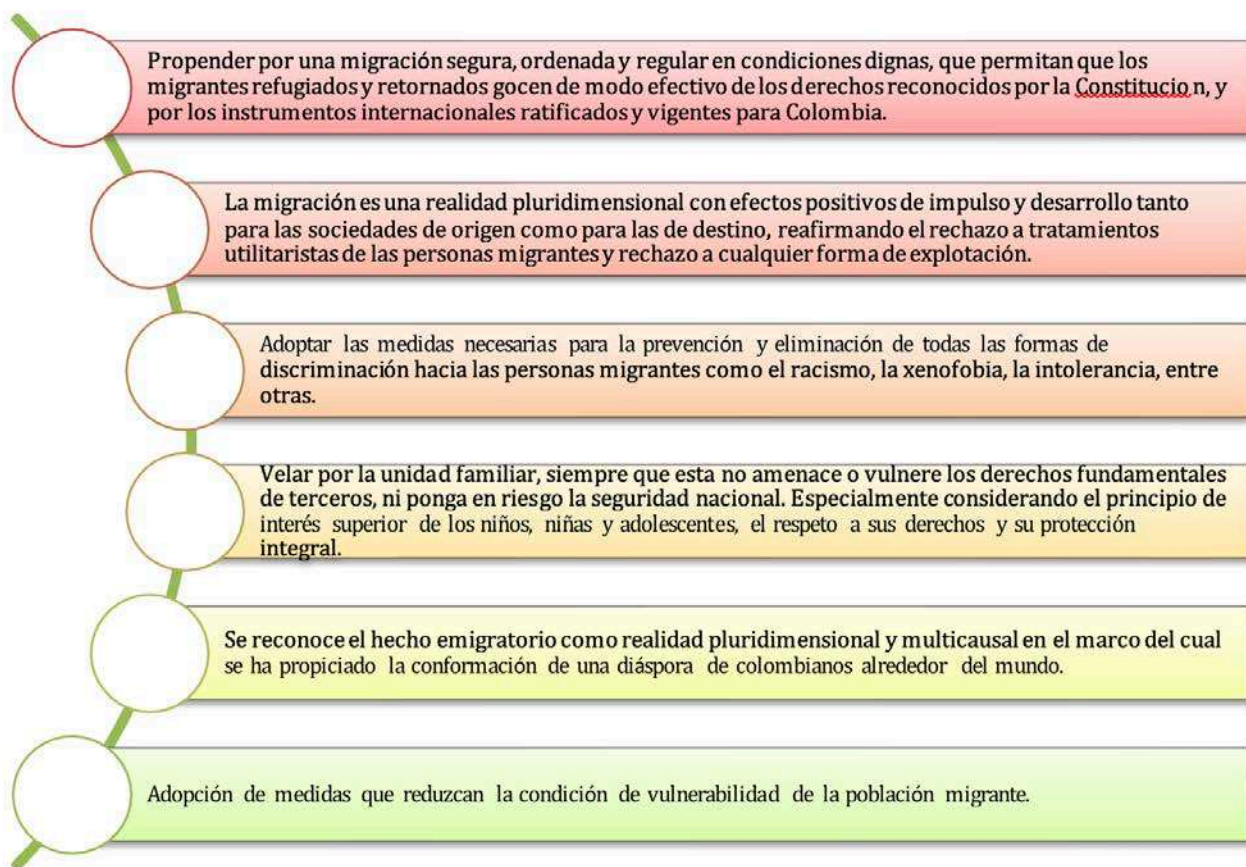 Propender por una migración segura, ordenada y regular en condiciones dignas, que permitan que los
migrantes refugiados y retornados gocen de modo efectivo de los derechos reconocidos por la Constitucio n, y
por los instrumentos internacionales ratificados y vigentes para Colombia.
La migración es una realidad pluridimensional con efectos positivos de impulso y desarrollo tanto
para las sociedades de origen como para las de destino, reafirmando el rechazo a tratamientos
utilitaristas de las personas migrantes y rechazo a cualquier forma de explotación.
Adoptar las medidas necesarias para la prevención y eliminación de todas las formas de
discriminación hacia las personas migrantes como el racismo, la xenofobia, la intolerancia, entre
otras.
Velar por la unidad familiar, siempre que esta no amenace o vulnere los derechos fundamentales
de terceros, ni ponga en riesgo la seguridad nacional. Especialmente considerando el principio de
interés superior de los niños, niñas y adolescentes, el respeto a sus derechos y su protección
integral.
Se reconoce el hecho emigratorio como realidad pluridimensional y multicausal en el marco del cual
se ha propiciado la conformación de una diáspora de colombianos alrededor del mundo.
Adopción de medidas que reduzcan la condición de vulnerabilidad de la población migrante.